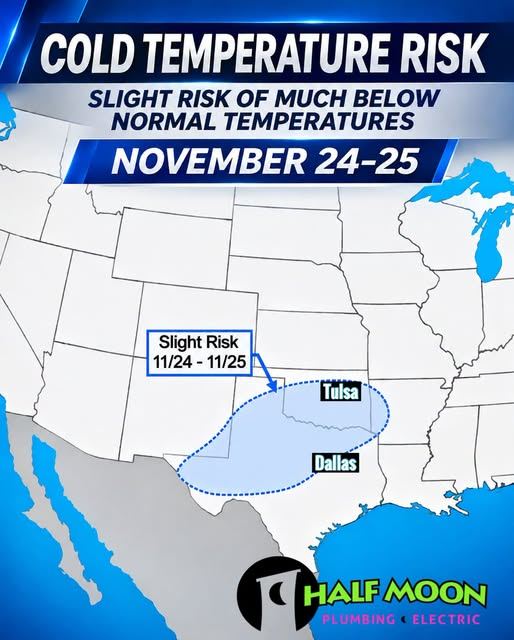 COLD TEMPERATURE RISK
SLIGHT RISK OF MUCH BELOW
NORMAL TEMPERATURES
NOVEMBER 24-25
Slight Risk
11/24 - 11/25
Tulsa
Dallas
HALF MOON
PLUMBING ELECTRIC